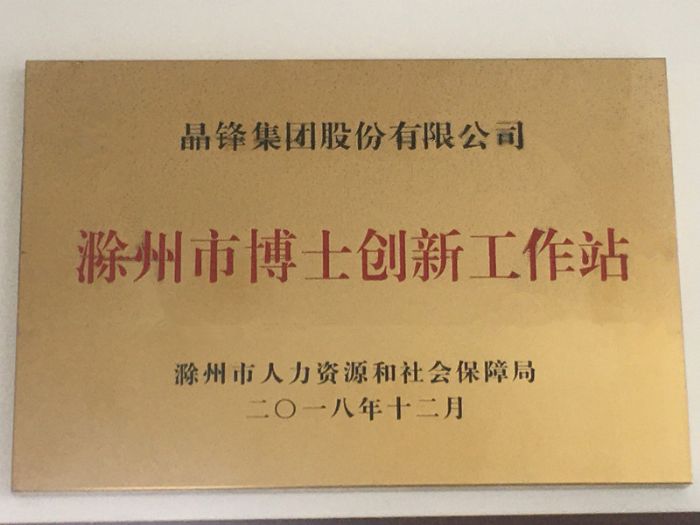 晶锋集团股份有限公司
滁州市博士创新工作站
滁州市人力资源和社会保障局
二〇一八年十二月